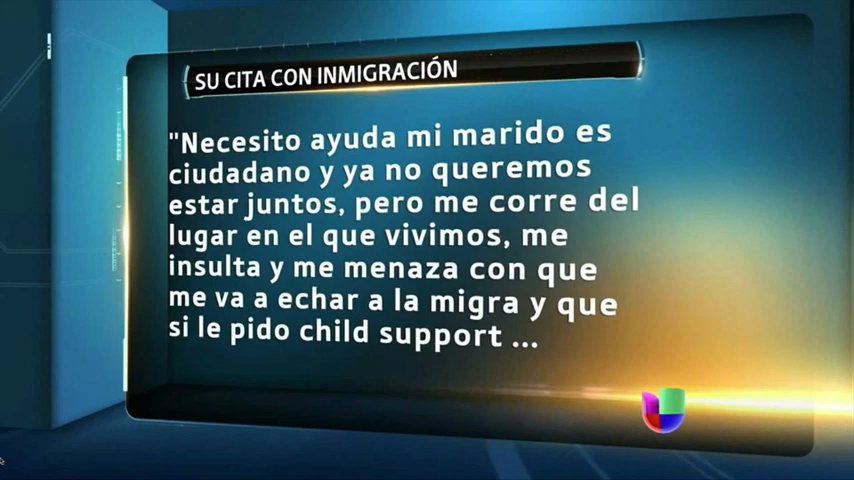 SU CITA CON INMIGRACIÓN
"Necesito ayuda mi marido es
ciudadano y ya no queremos
estar juntos, pero me corre del
lugar en el que vivimos, me
insulta y me menaza con que
me va a echar a la migra y que
si le pido child support ...